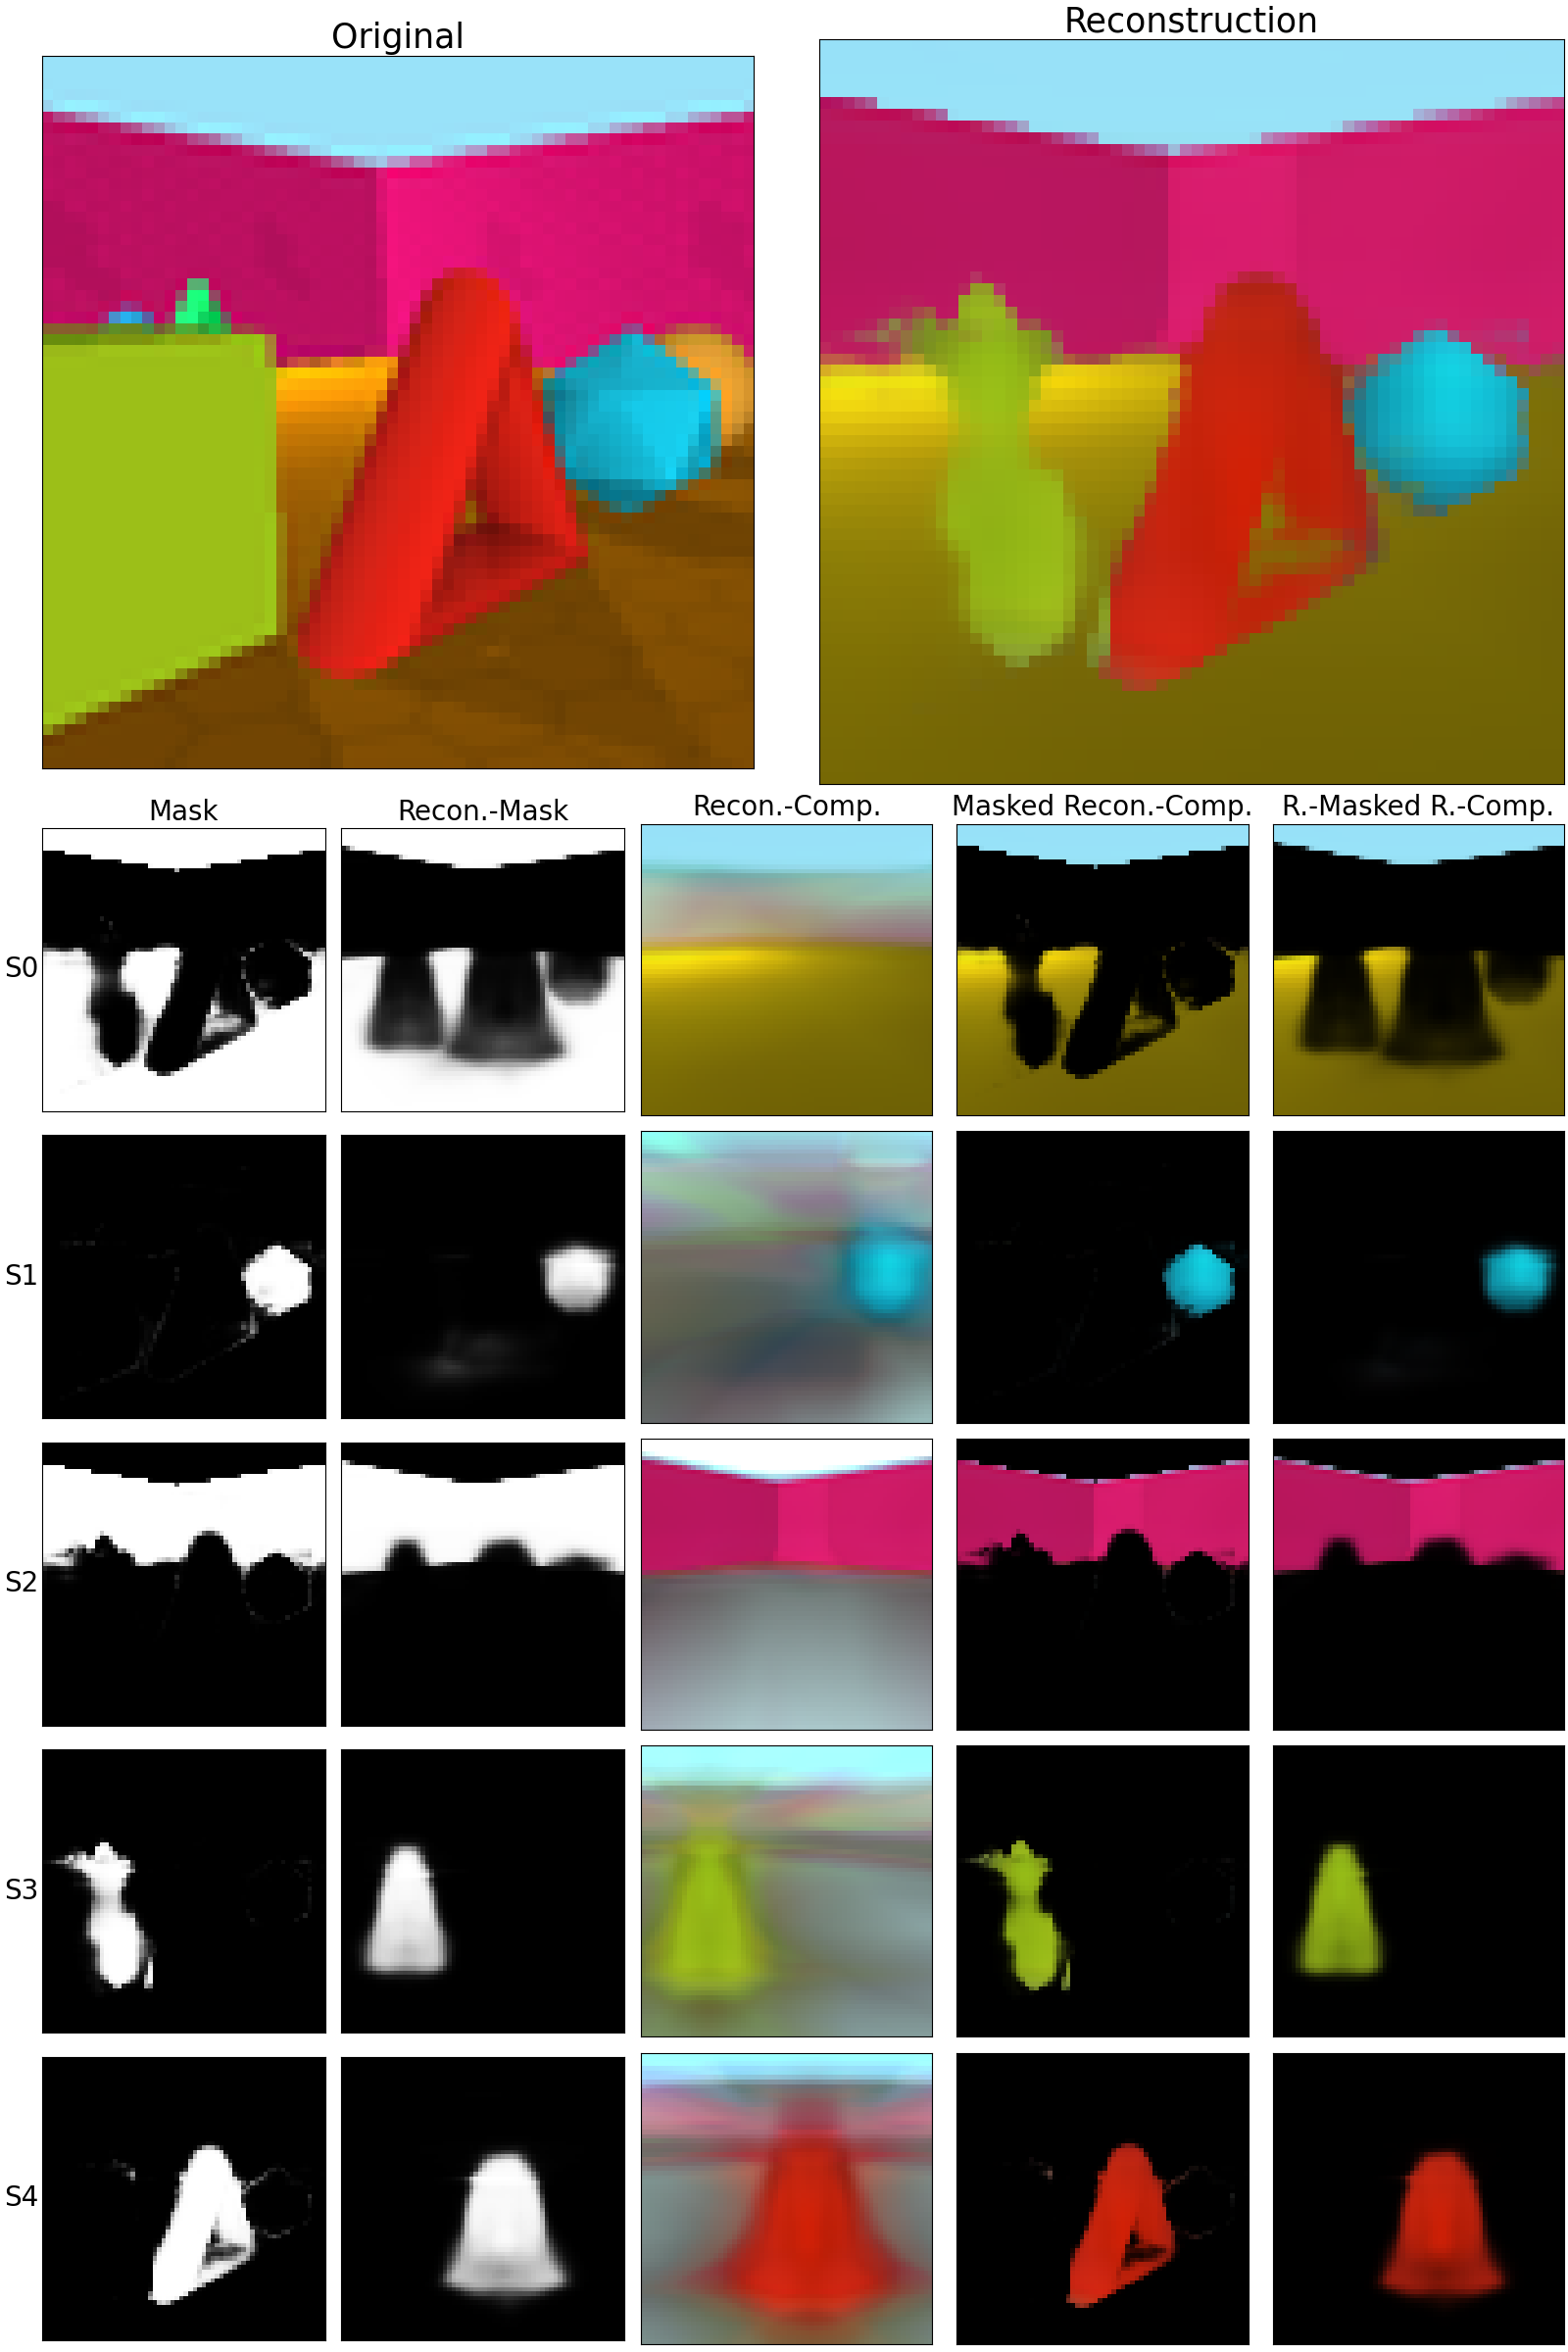 Original
Reconstruction
Mask
Recon.-Mask
Recon.-Comp.
Masked Recon.-Comp.
R.-Masked R.-Comp.
S0
S1
S2
S3
S4